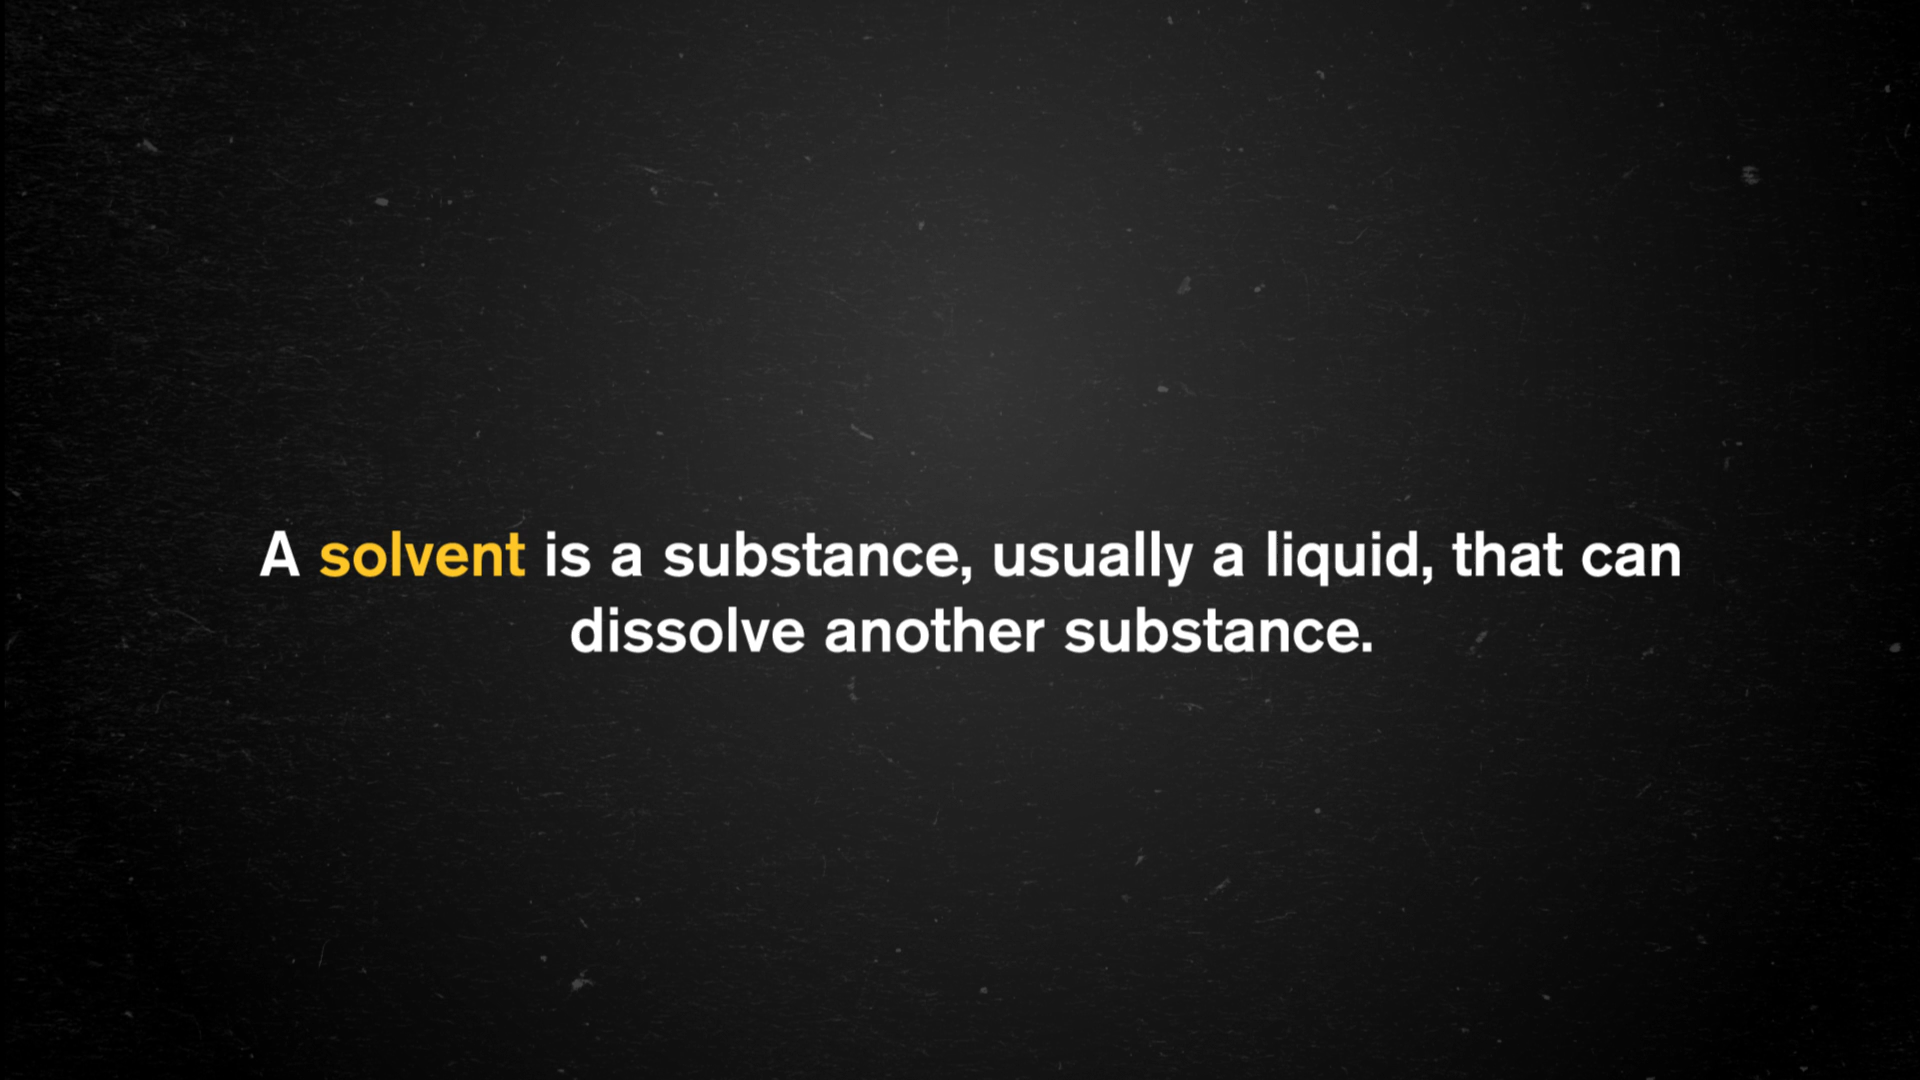 A solvent is a substance, usually a liquid, that can
dissolve another substance.